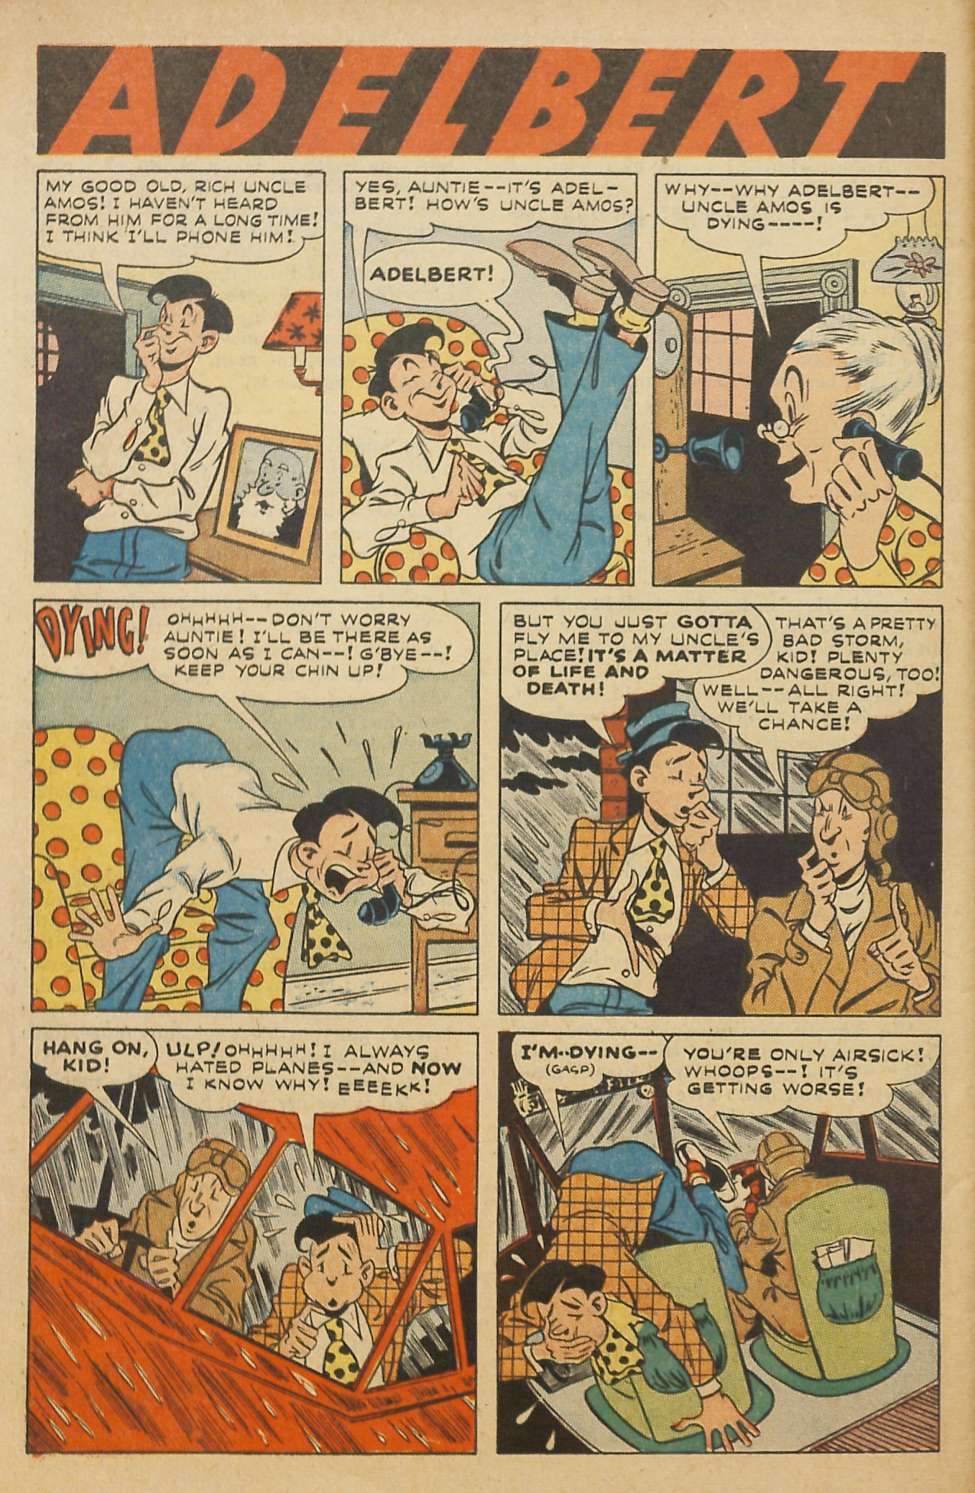 ADELBERT
MY GOOD OLD, RICH UNCLE
AMOS! I HAVEN'T HEARD
FROM HIM FOR A LONG TIME!
I THINK I'LL PHONE HIM!
YES, AUNTIE--IT'S ADEL-
BERT! HOW'S UNCLE AMOS?
ADELBERT!
WHY--WHY ADELBERT--
UNCLE AMOS IS
DYING----!
DYING!
OHHHHH--DON'T WORRY
AUNTIE! I'LL BE THERE AS
SOON AS I CAN--! G'BYE--!
KEEP YOUR CHIN UP!
BUT YOU JUST GOTTA
FLY ME TO MY UNCLE'S
PLACE! IT'S A MATTER
OF LIFE AND
DEATH!
THAT'S A PRETTY
BAD STORM,
KID! PLENTY
DANGEROUS, TOO!
WELL--ALL RIGHT!
WE'LL TAKE A
CHANCE!
HANG ON,
KID!
ULP! OHHHHH! I ALWAYS
HATED PLANES--AND NOW
I KNOW WHY! EEEEKK!
I'M--DYING--
(GASP)
YOU'RE ONLY AIRSICK!
WHOOPS--! IT'S
GETTING WORSE!